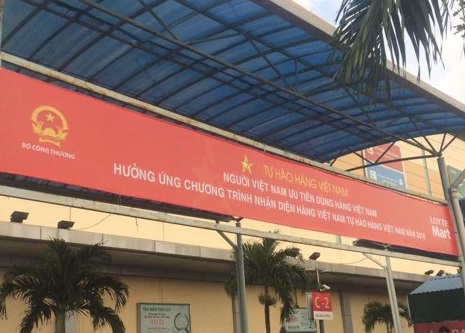 BỘ CÔNG THƯƠNG
TỰ HÀO HÀNG VIỆT NAM
NGƯỜI VIỆT NAM ƯU TIÊN DÙNG HÀNG VIỆT NAM
HƯỞNG ỨNG CHƯƠNG TRÌNH NHẬN DIỆN HÀNG VIỆT NAM TỰ HÀO HÀNG VIỆT NAM NĂM 2016
LOTTE
Mart
C-2